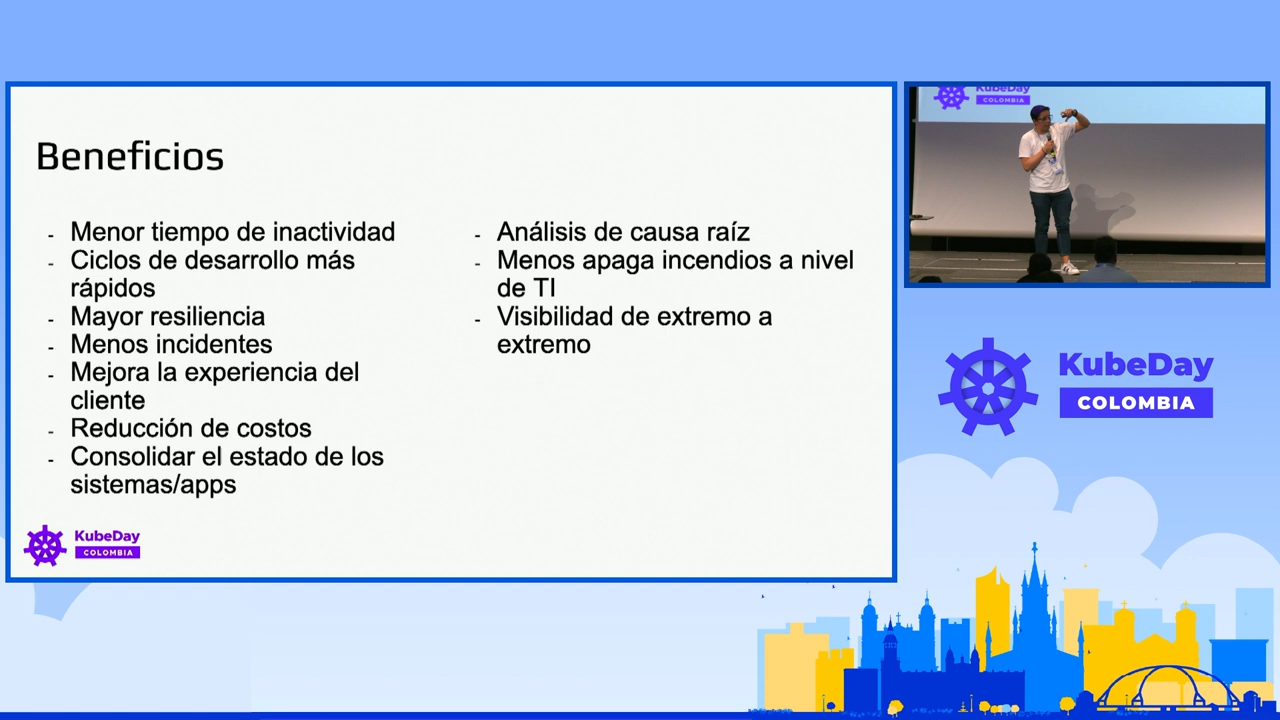 Beneficios
- Menor tiempo de inactividad
- Ciclos de desarrollo más
rápidos
- Mayor resiliencia
- Menos incidentes
- Mejora la experiencia del
cliente
- Reducción de costos
- Consolidar el estado de los
sistemas/apps
- Análisis de causa raíz
- Menos apaga incendios a nivel
de TI
- Visibilidad de extremo a
extremo
KubeDay
COLOMBIA
KubeDay
COLOMBIA
KubeDay
COLOMBIA